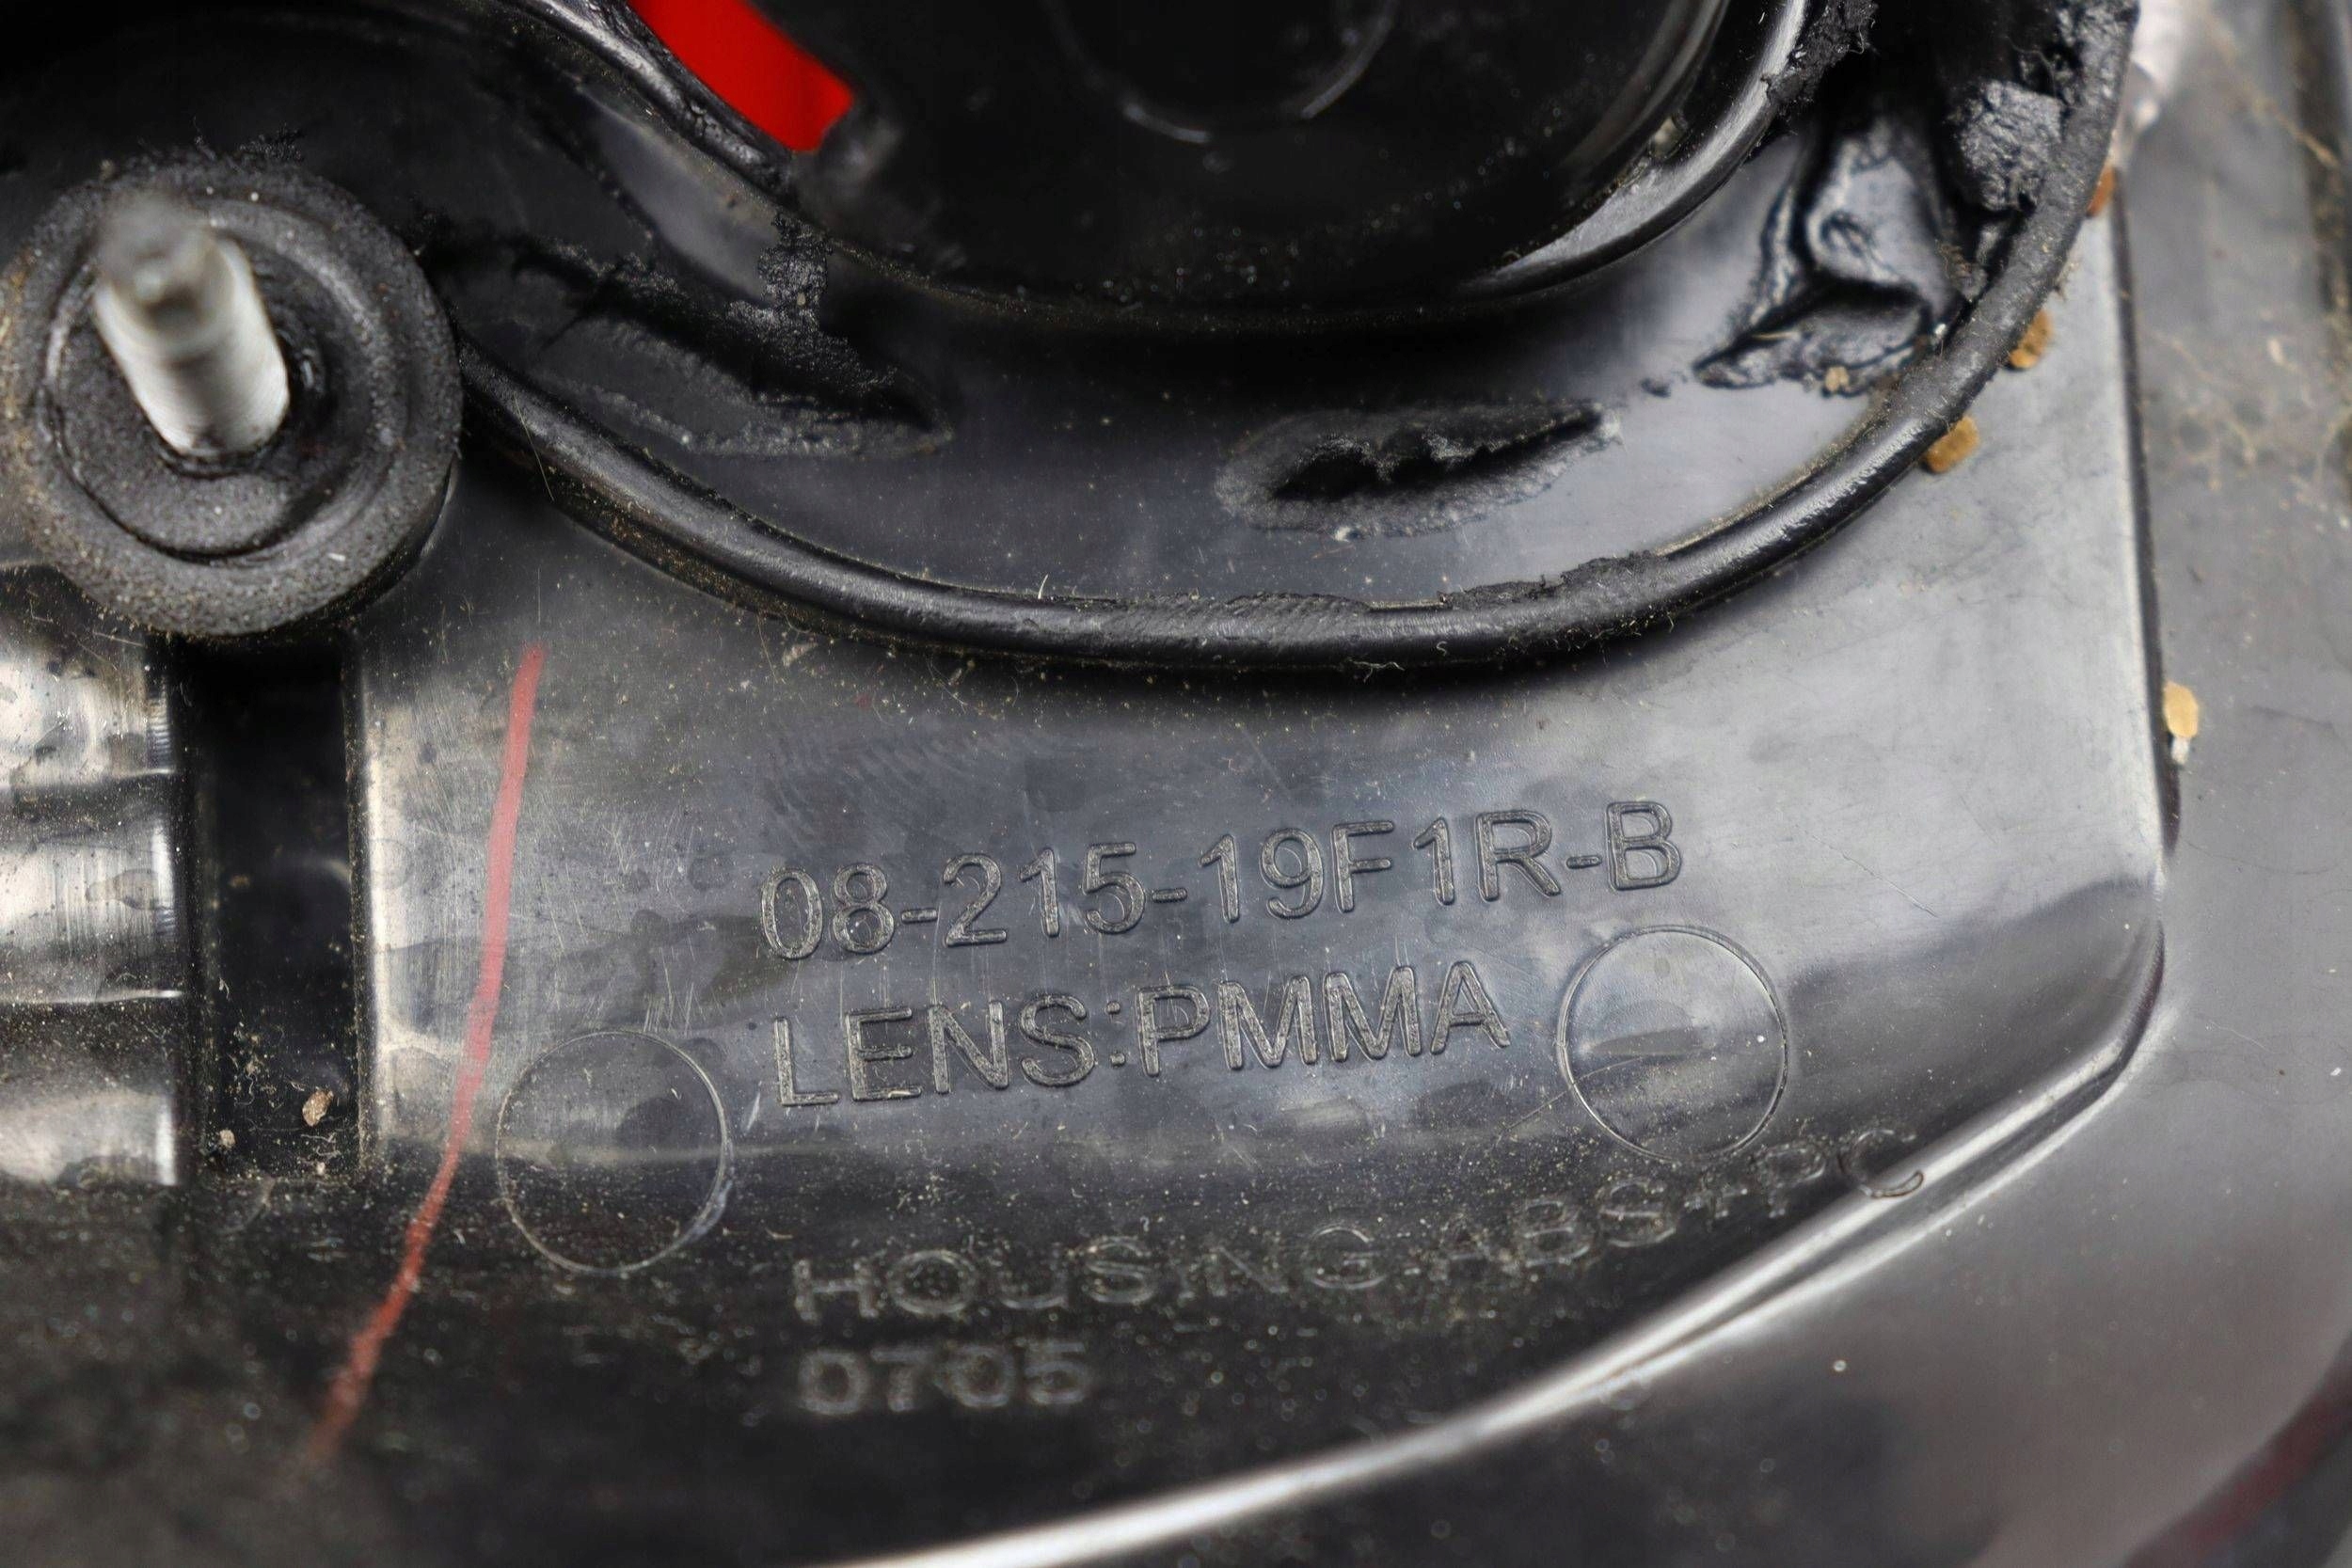 08-215-19F1R-B
LENS:PMMA
HOUSING:ABS+PC
0705